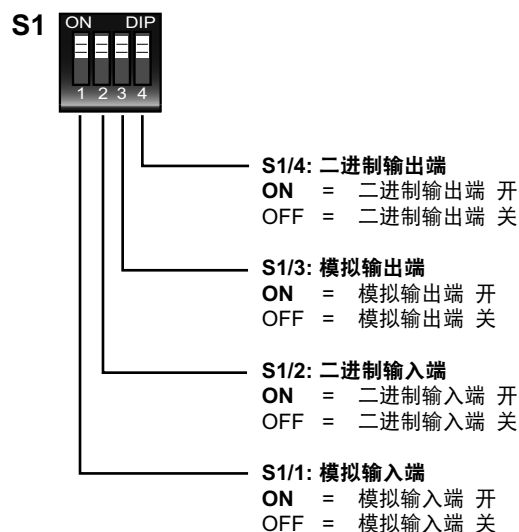 S1
ON DIP
1 2 3 4
S1/4: 二进制输出端
ON = 二进制输出端 开
OFF = 二进制输出端 关
S1/3: 模拟输出端
ON = 模拟输出端 开
OFF = 模拟输出端 关
S1/2: 二进制输入端
ON = 二进制输入端 开
OFF = 二进制输入端 关
S1/1: 模拟输入端
ON = 模拟输入端 开
OFF = 模拟输入端 关